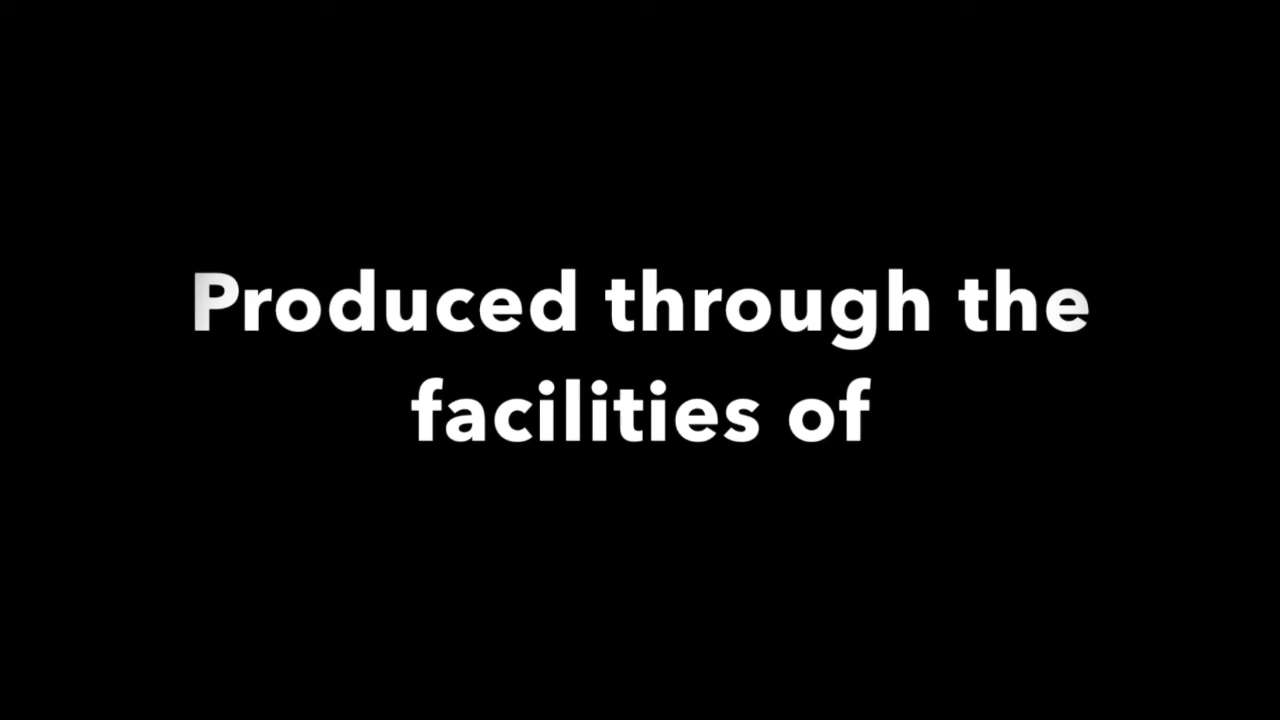 Produced through the
facilities of